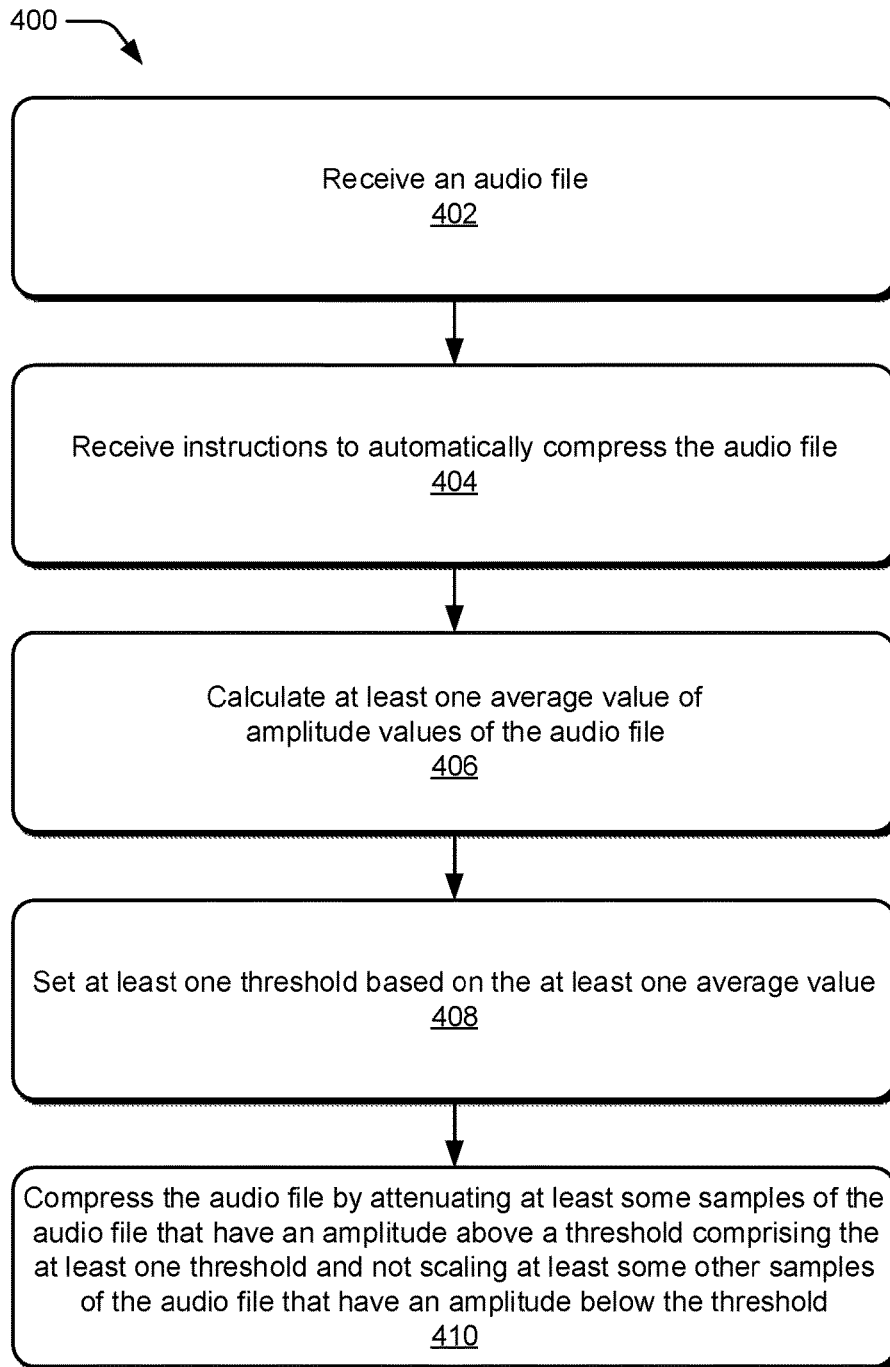 400
Receive an audio file
402
Receive instructions to automatically compress the audio file
404
Calculate at least one average value of
amplitude values of the audio file
406
Set at least one threshold based on the at least one average value
408
Compress the audio file by attenuating at least some samples of the
audio file that have an amplitude above a threshold comprising the
at least one threshold and not scaling at least some other samples
of the audio file that have an amplitude below the threshold
410